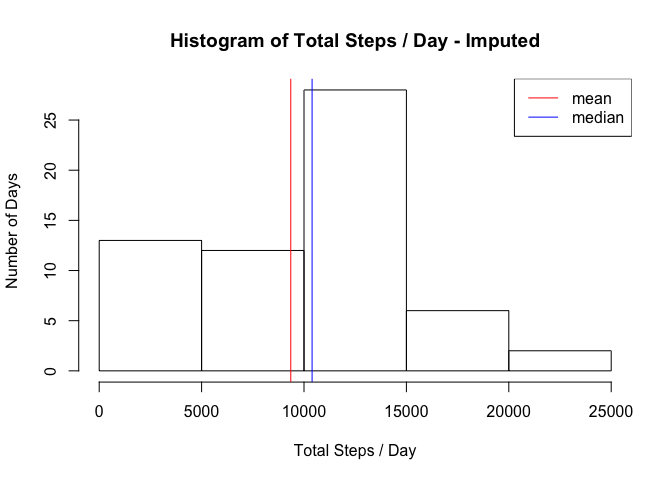 Histogram of Total Steps / Day - Imputed
mean
median
Number of Days
25
20
15
10
5
0
0 5000 10000 15000 20000 25000
Total Steps / Day